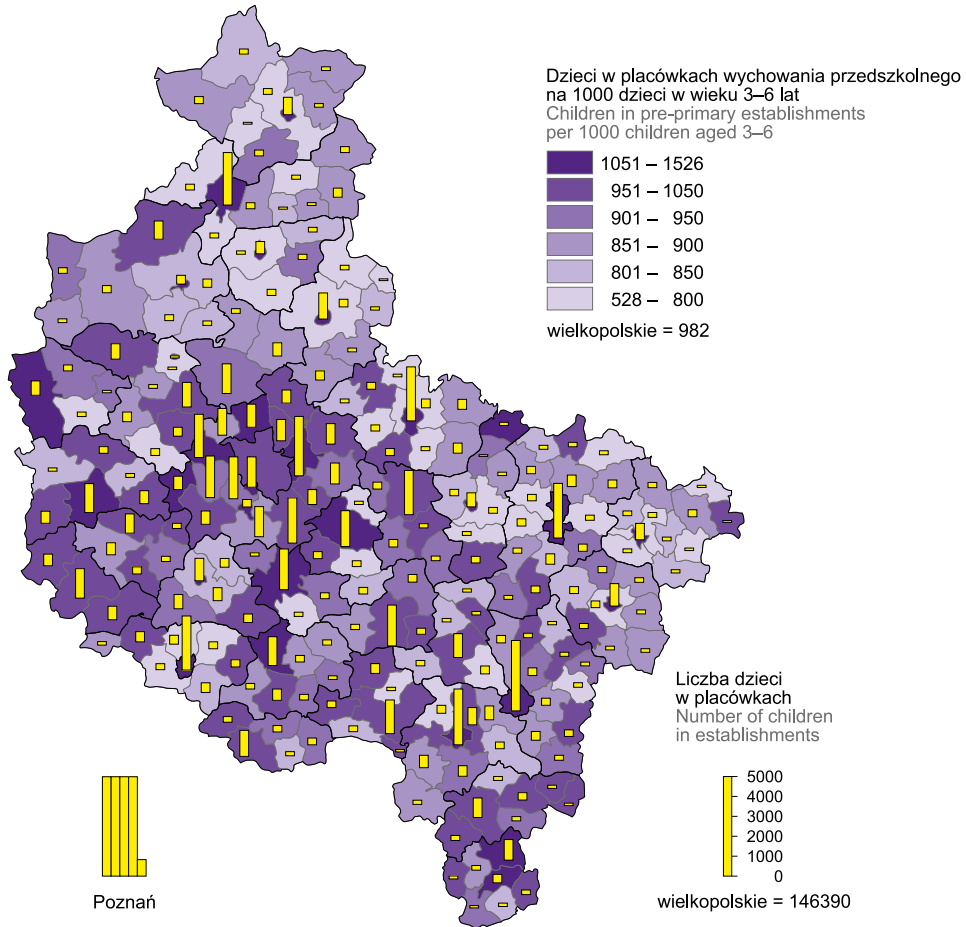 Dzieci w placówkach wychowania przedszkolnego
na 1000 dzieci w wieku 3–6 lat
Children in pre-primary establishments
per 1000 children aged 3–6
1051 – 1526
951 – 1050
901 – 950
851 – 900
801 – 850
528 – 800
wielkopolskie = 982
Liczba dzieci
w placówkach
Number of children
in establishments
5000
4000
3000
2000
1000
0
wielkopolskie = 146390
Poznań